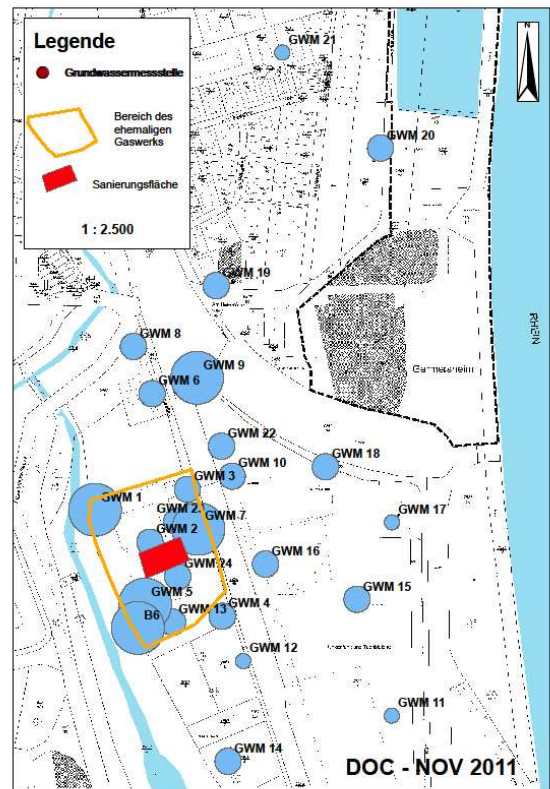 Legende
Grundwassermessstelle
Bereich des
ehemaligen
Gaswerks
Sanierungsfläche
1 : 2.500
N
GWM 21
GWM 20
GWM 19
GWM 8
GWM 9
GWM 6
Germersheim
RHEIN
GWM 22
GWM 18
GWM 10
GWM 3
GWM 1
GWM 17
GWM 7
GWM 2
GWM 16
GWM 24
GWM 15
GWM 5
B6
GWM 13
GWM 4
GWM 12
GWM 11
GWM 14
DOC - NOV 2011